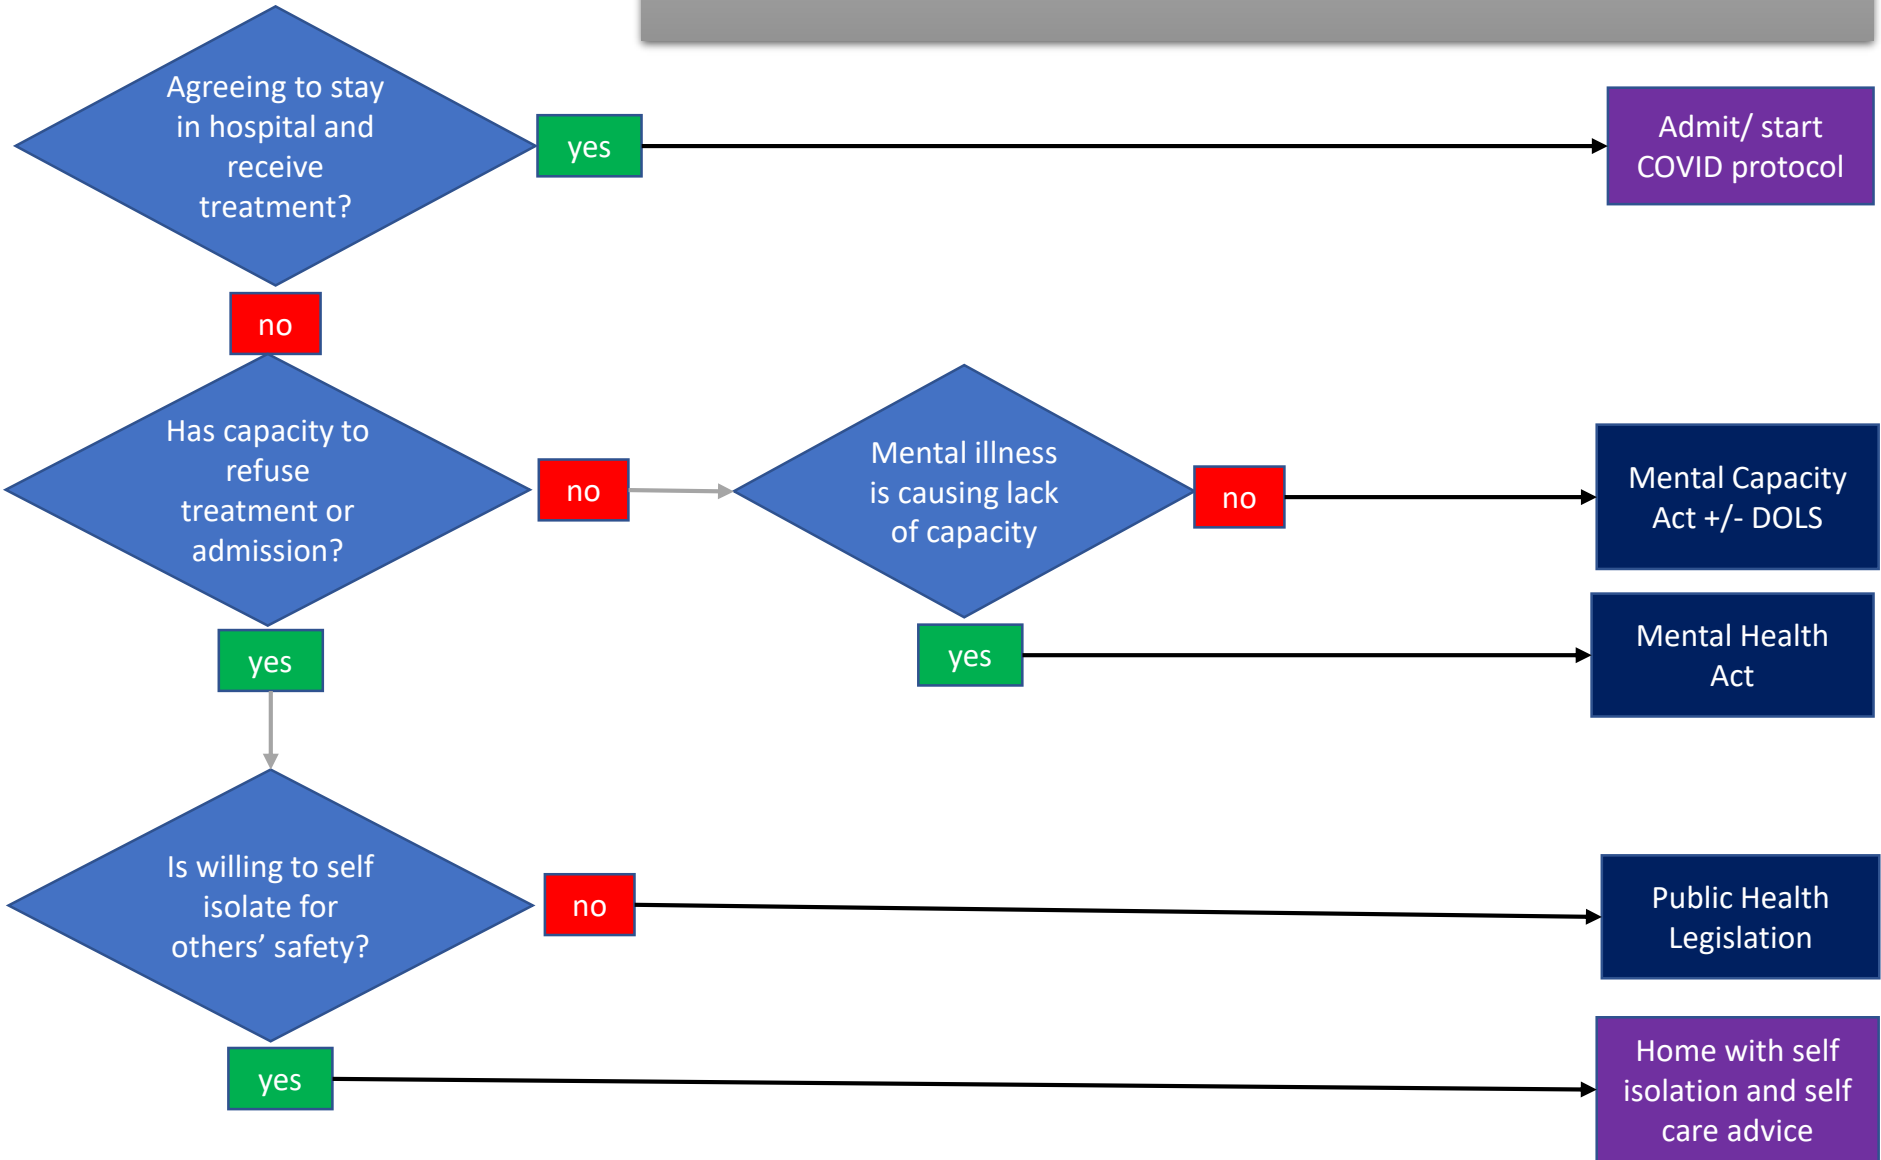 Agreeing to stay
in hospital and
receive
treatment?
yes
Admit/ start
COVID protocol
no
Has capacity to
refuse
treatment or
admission?
no
Mental illness
is causing lack
of capacity
no
Mental Capacity
Act +/- DOLS
yes
yes
Mental Health
Act
Is willing to self
isolate for
others’ safety?
no
Public Health
Legislation
yes
Home with self
isolation and self
care advice